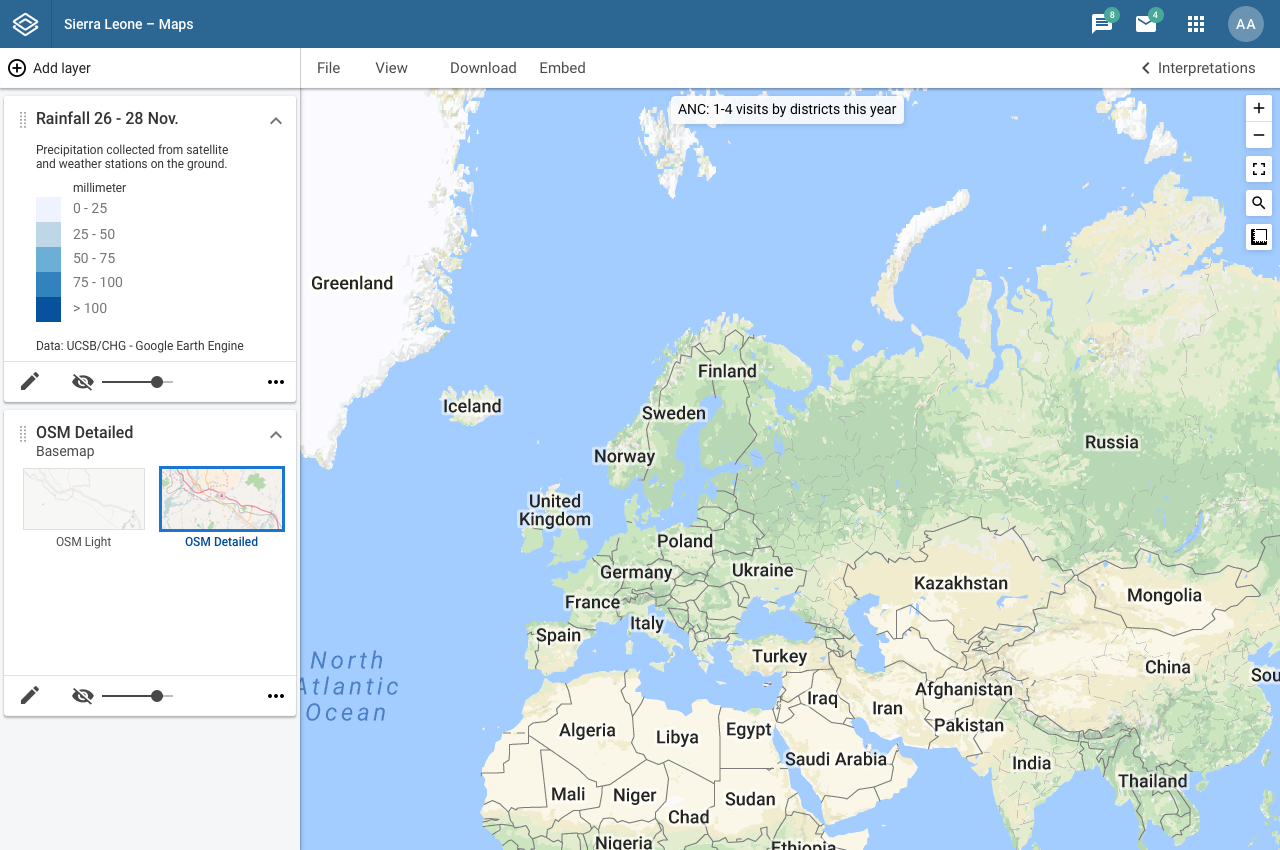 Sierra Leone – Maps
8
4
AA
Add layer
File
View
Download
Embed
Interpretations
Rainfall 26 - 28 Nov.
Precipitation collected from satellite
and weather stations on the ground.
millimeter
0 - 25
25 - 50
50 - 75
75 - 100
> 100
Data: UCSB/CHG - Google Earth Engine
OSM Detailed
Basemap
OSM Light
OSM Detailed
ANC: 1-4 visits by districts this year
Greenland
Iceland
Finland
Sweden
Norway
Russia
United
Kingdom
Poland
Germany
Ukraine
France
Kazakhstan
Mongolia
Italy
Spain
Turkey
North
Atlantic
Ocean
China
Sou
Iraq
Iran
Afghanistan
Pakistan
Algeria
Libya
Egypt
Saudi Arabia
India
Thailand
Mali
Niger
Chad
Sudan
Nigeria
Ethiopia